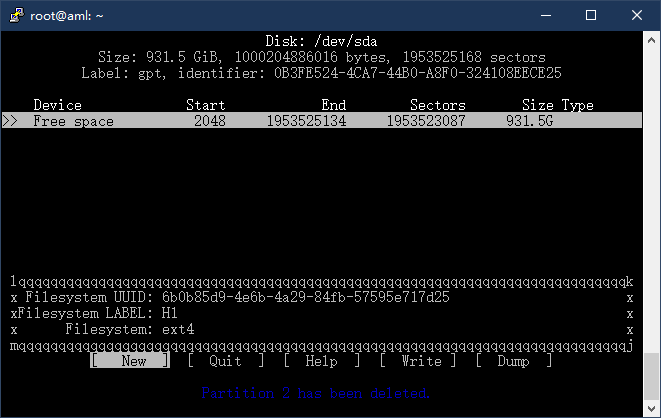 root@aml: ~
Disk: /dev/sda
Size: 931.5 GiB, 1000204886016 bytes, 1953525168 sectors
Label: gpt, identifier: 0B3FE524-4CA7-44B0-A8F0-324108EECE25
Device Start End Sectors Size Type
>> Free space 2048 1953525134 1953523087 931.5G
lqqqqqqqqqqqqqqqqqqqqqqqqqqqqqqqqqqqqqqqqqqqqqqqqqqqqqqqqqqqqqqqqqqqqqqqqqqqqqk
x Filesystem UUID: 6b0b85d9-4e6b-4a29-84fb-57595e717d25 x
xFilesystem LABEL: H1 x
x Filesystem: ext4 x
mqqqqqqqqqqqqqqqqqqqqqqqqqqqqqqqqqqqqqqqqqqqqqqqqqqqqqqqqqqqqqqqqqqqqqqqqqqqqqj
[ New ] [ Quit ] [ Help ] [ Write ] [ Dump ]
Partition 2 has been deleted.